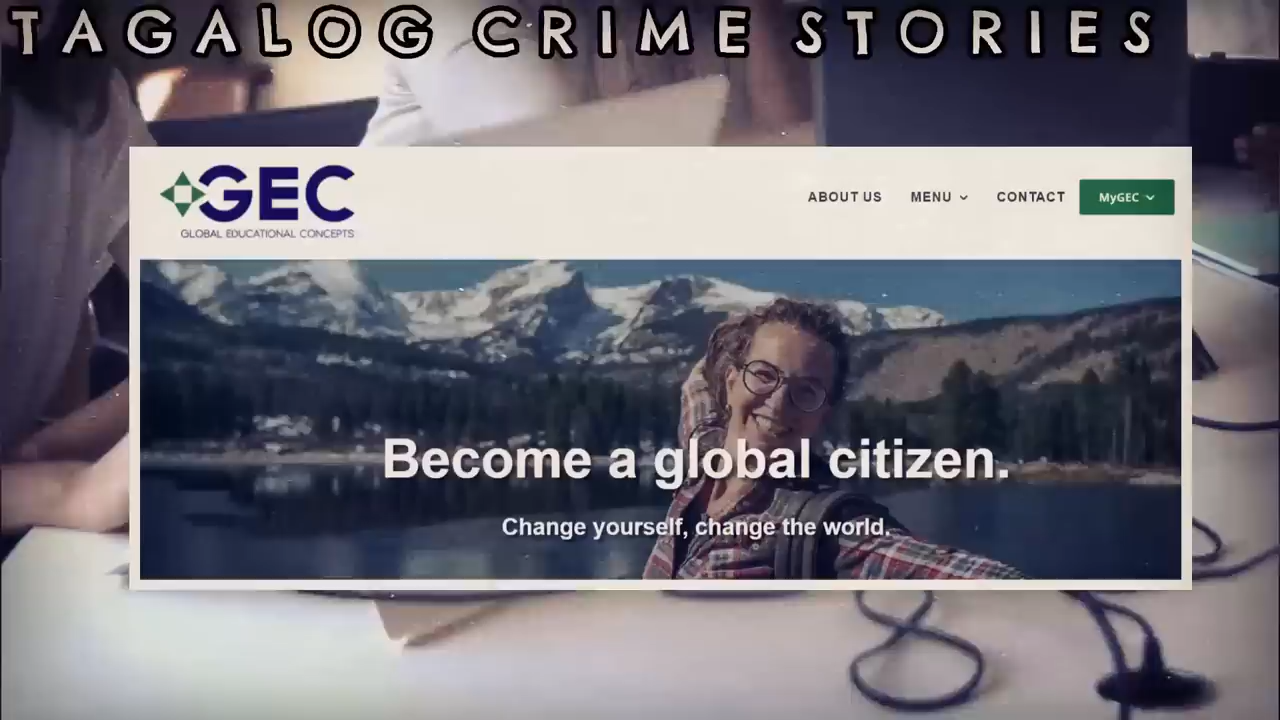 TAGALOG CRIME STORIES
GEC
GLOBAL EDUCATIONAL CONCEPTS
ABOUT US
MENU
CONTACT
MyGEC
Become a global citizen.
Change yourself, change the world.